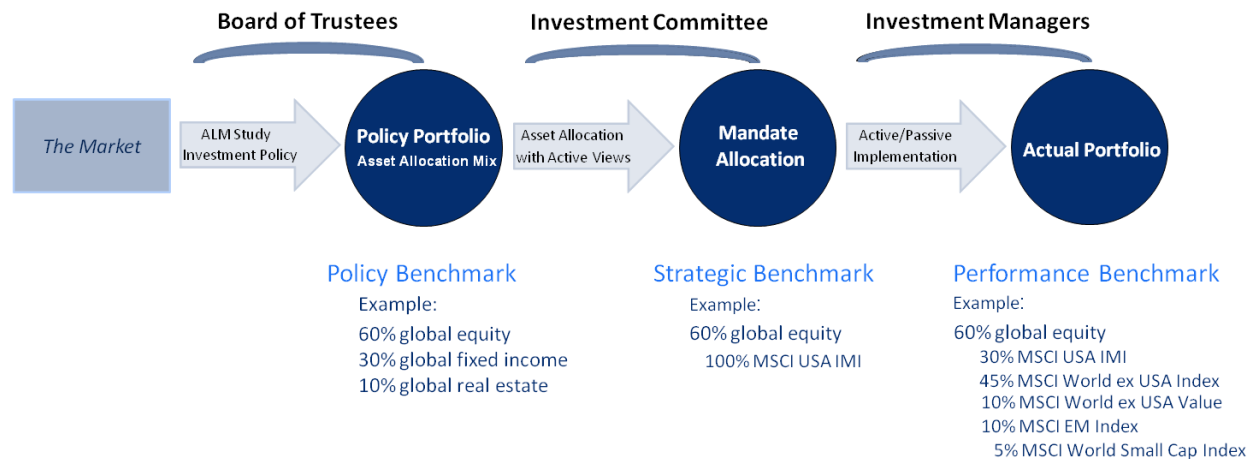 Board of Trustees
Investment Committee
Investment Managers
The Market
ALM Study
Investment Policy
Policy Portfolio
Asset Allocation Mix
Asset Allocation
with Active Views
Mandate
Allocation
Active/Passive
Implementation
Actual Portfolio
Policy Benchmark
Example:
60% global equity
30% global fixed income
10% global real estate
Strategic Benchmark
Example:
60% global equity
100% MSCI USA IMI
Performance Benchmark
Example:
60% global equity
30% MSCI USA IMI
45% MSCI World ex USA Index
10% MSCI World ex USA Value
10% MSCI EM Index
5% MSCI World Small Cap Index